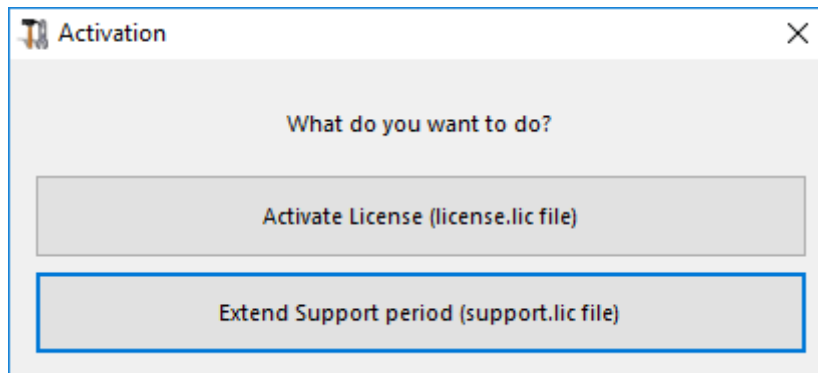 Activation
What do you want to do?
Activate License (license.lic file)
Extend Support period (support.lic file)